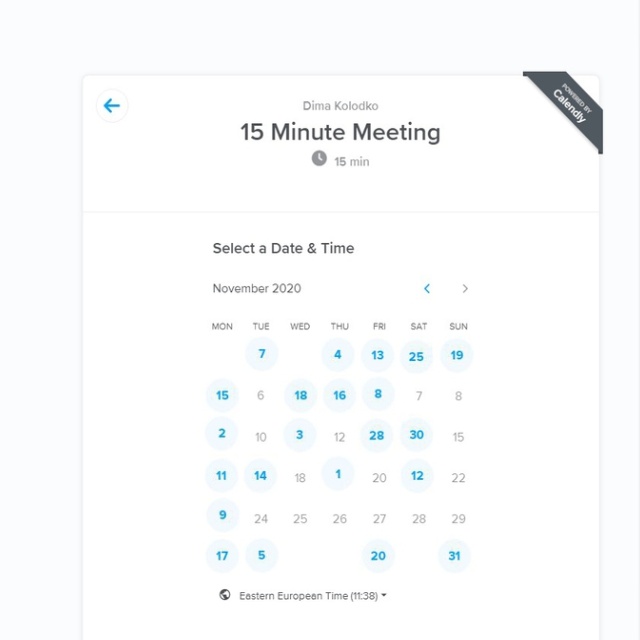 POWERED BY
Calendly
Dima Kolodko
15 Minute Meeting
15 min
Select a Date & Time
November 2020
MON TUE WED THU FRI SAT SUN
7 4 13 25 19
15 6 18 16 8 7 8
2 10 3 12 28 30 15
11 14 18 1 20 12 22
9 24 25 26 27 28 29
17 5 20 31
Eastern European Time (11:38)